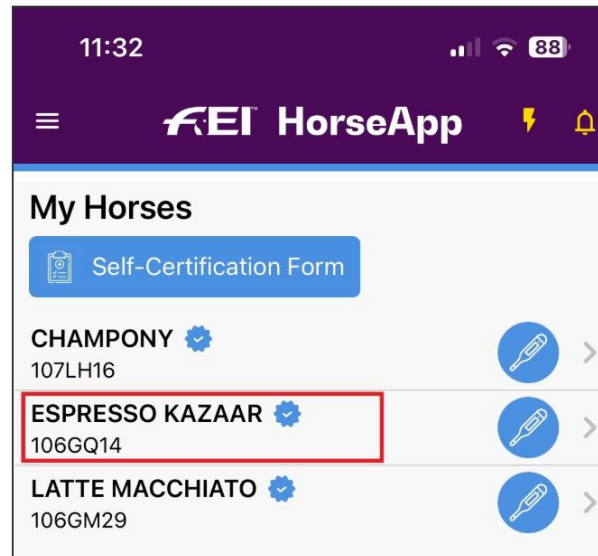 11:32
88
FEI HorseApp
My Horses
Self-Certification Form
CHAMPONY
107LH16
ESPRESSO KAZAAR
106GQ14
LATTE MACCHIATO
106GM29